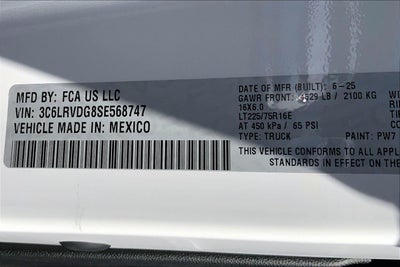 MFD BY: FCA US LLC
VIN: 3C6LRVDG8SE568747
VEHICLE MADE IN: MEXICO
DATE OF MFR (BUILT): 6-25
GAWR FRONT: 4629 LB / 2100 KG
16X6.0
LT225/75R16E
AT 450 kPa / 65 PSI
TYPE: TRUCK PAINT: PW7
THIS VEHICLE CONFORMS TO ALL APPL
STANDARDS IN EFFECT ON THE